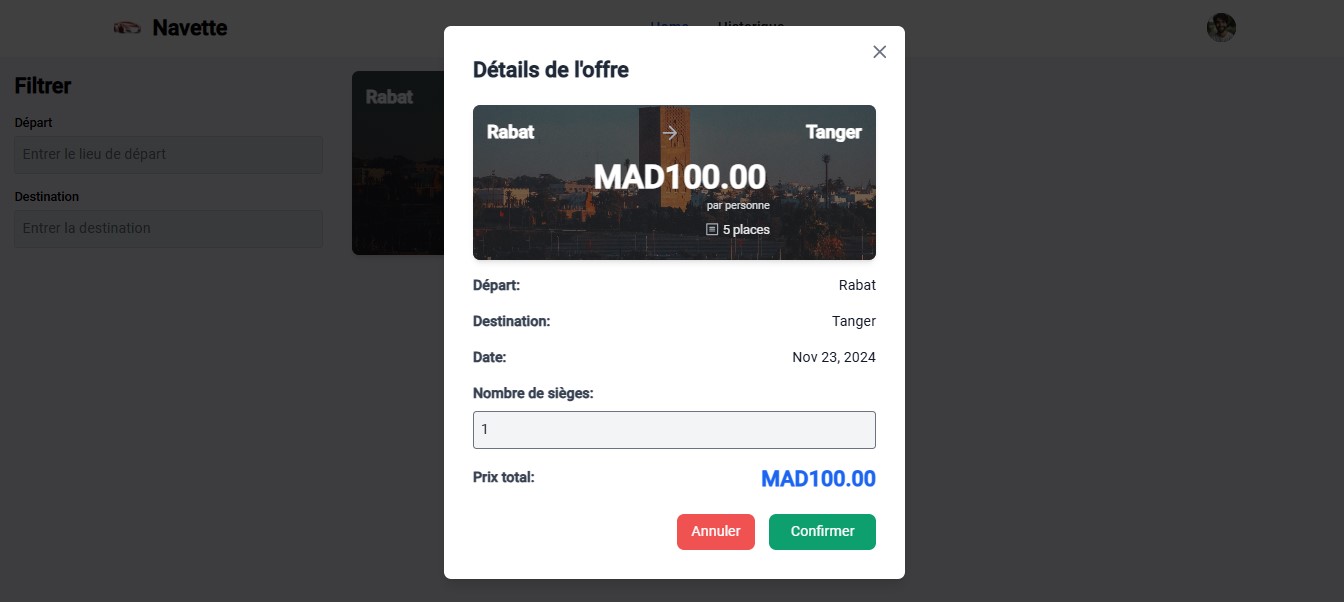 Navette
Home Historique
Filtrer
Départ
Entrer le lieu de départ
Destination
Entrer la destination
Rabat
Détails de l'offre
Rabat → Tanger
MAD100.00
par personne
5 places
Départ: Rabat
Destination: Tanger
Date: Nov 23, 2024
Nombre de sièges:
1
Prix total: MAD100.00
Annuler Confirmer